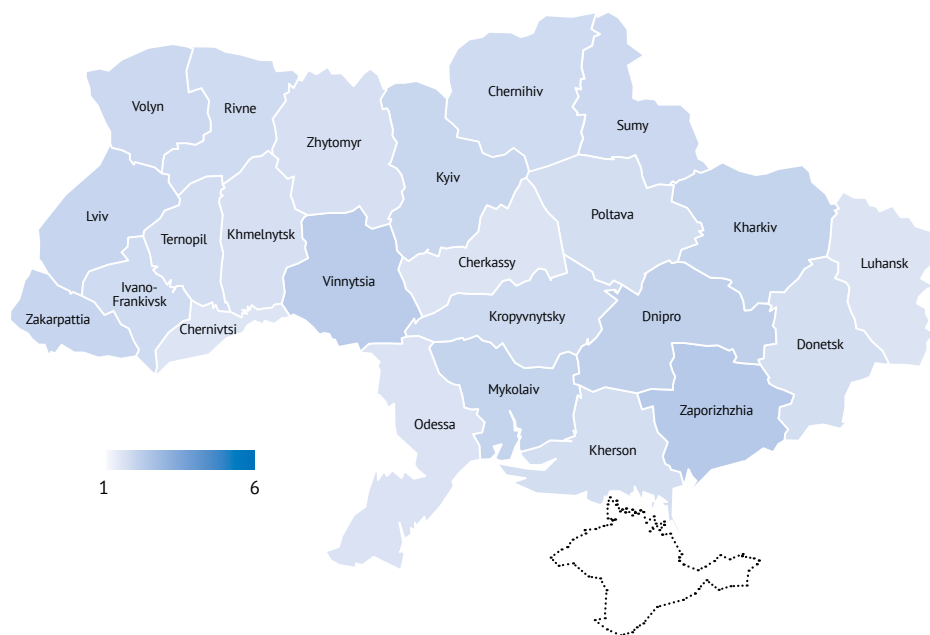 Chernihiv
Volyn
Rivne
Sumy
Zhytomyr
Kyiv
Lviv
Poltava
Kharkiv
Khmelnytsk
Ternopil
Cherkassy
Luhansk
Vinnytsia
Ivano-
Frankivsk
Zakarpattia
Chernivtsi
Kropyvnytsky
Dnipro
Donetsk
Mykolaiv
Zaporizhzhia
Odessa
Kherson
1 6